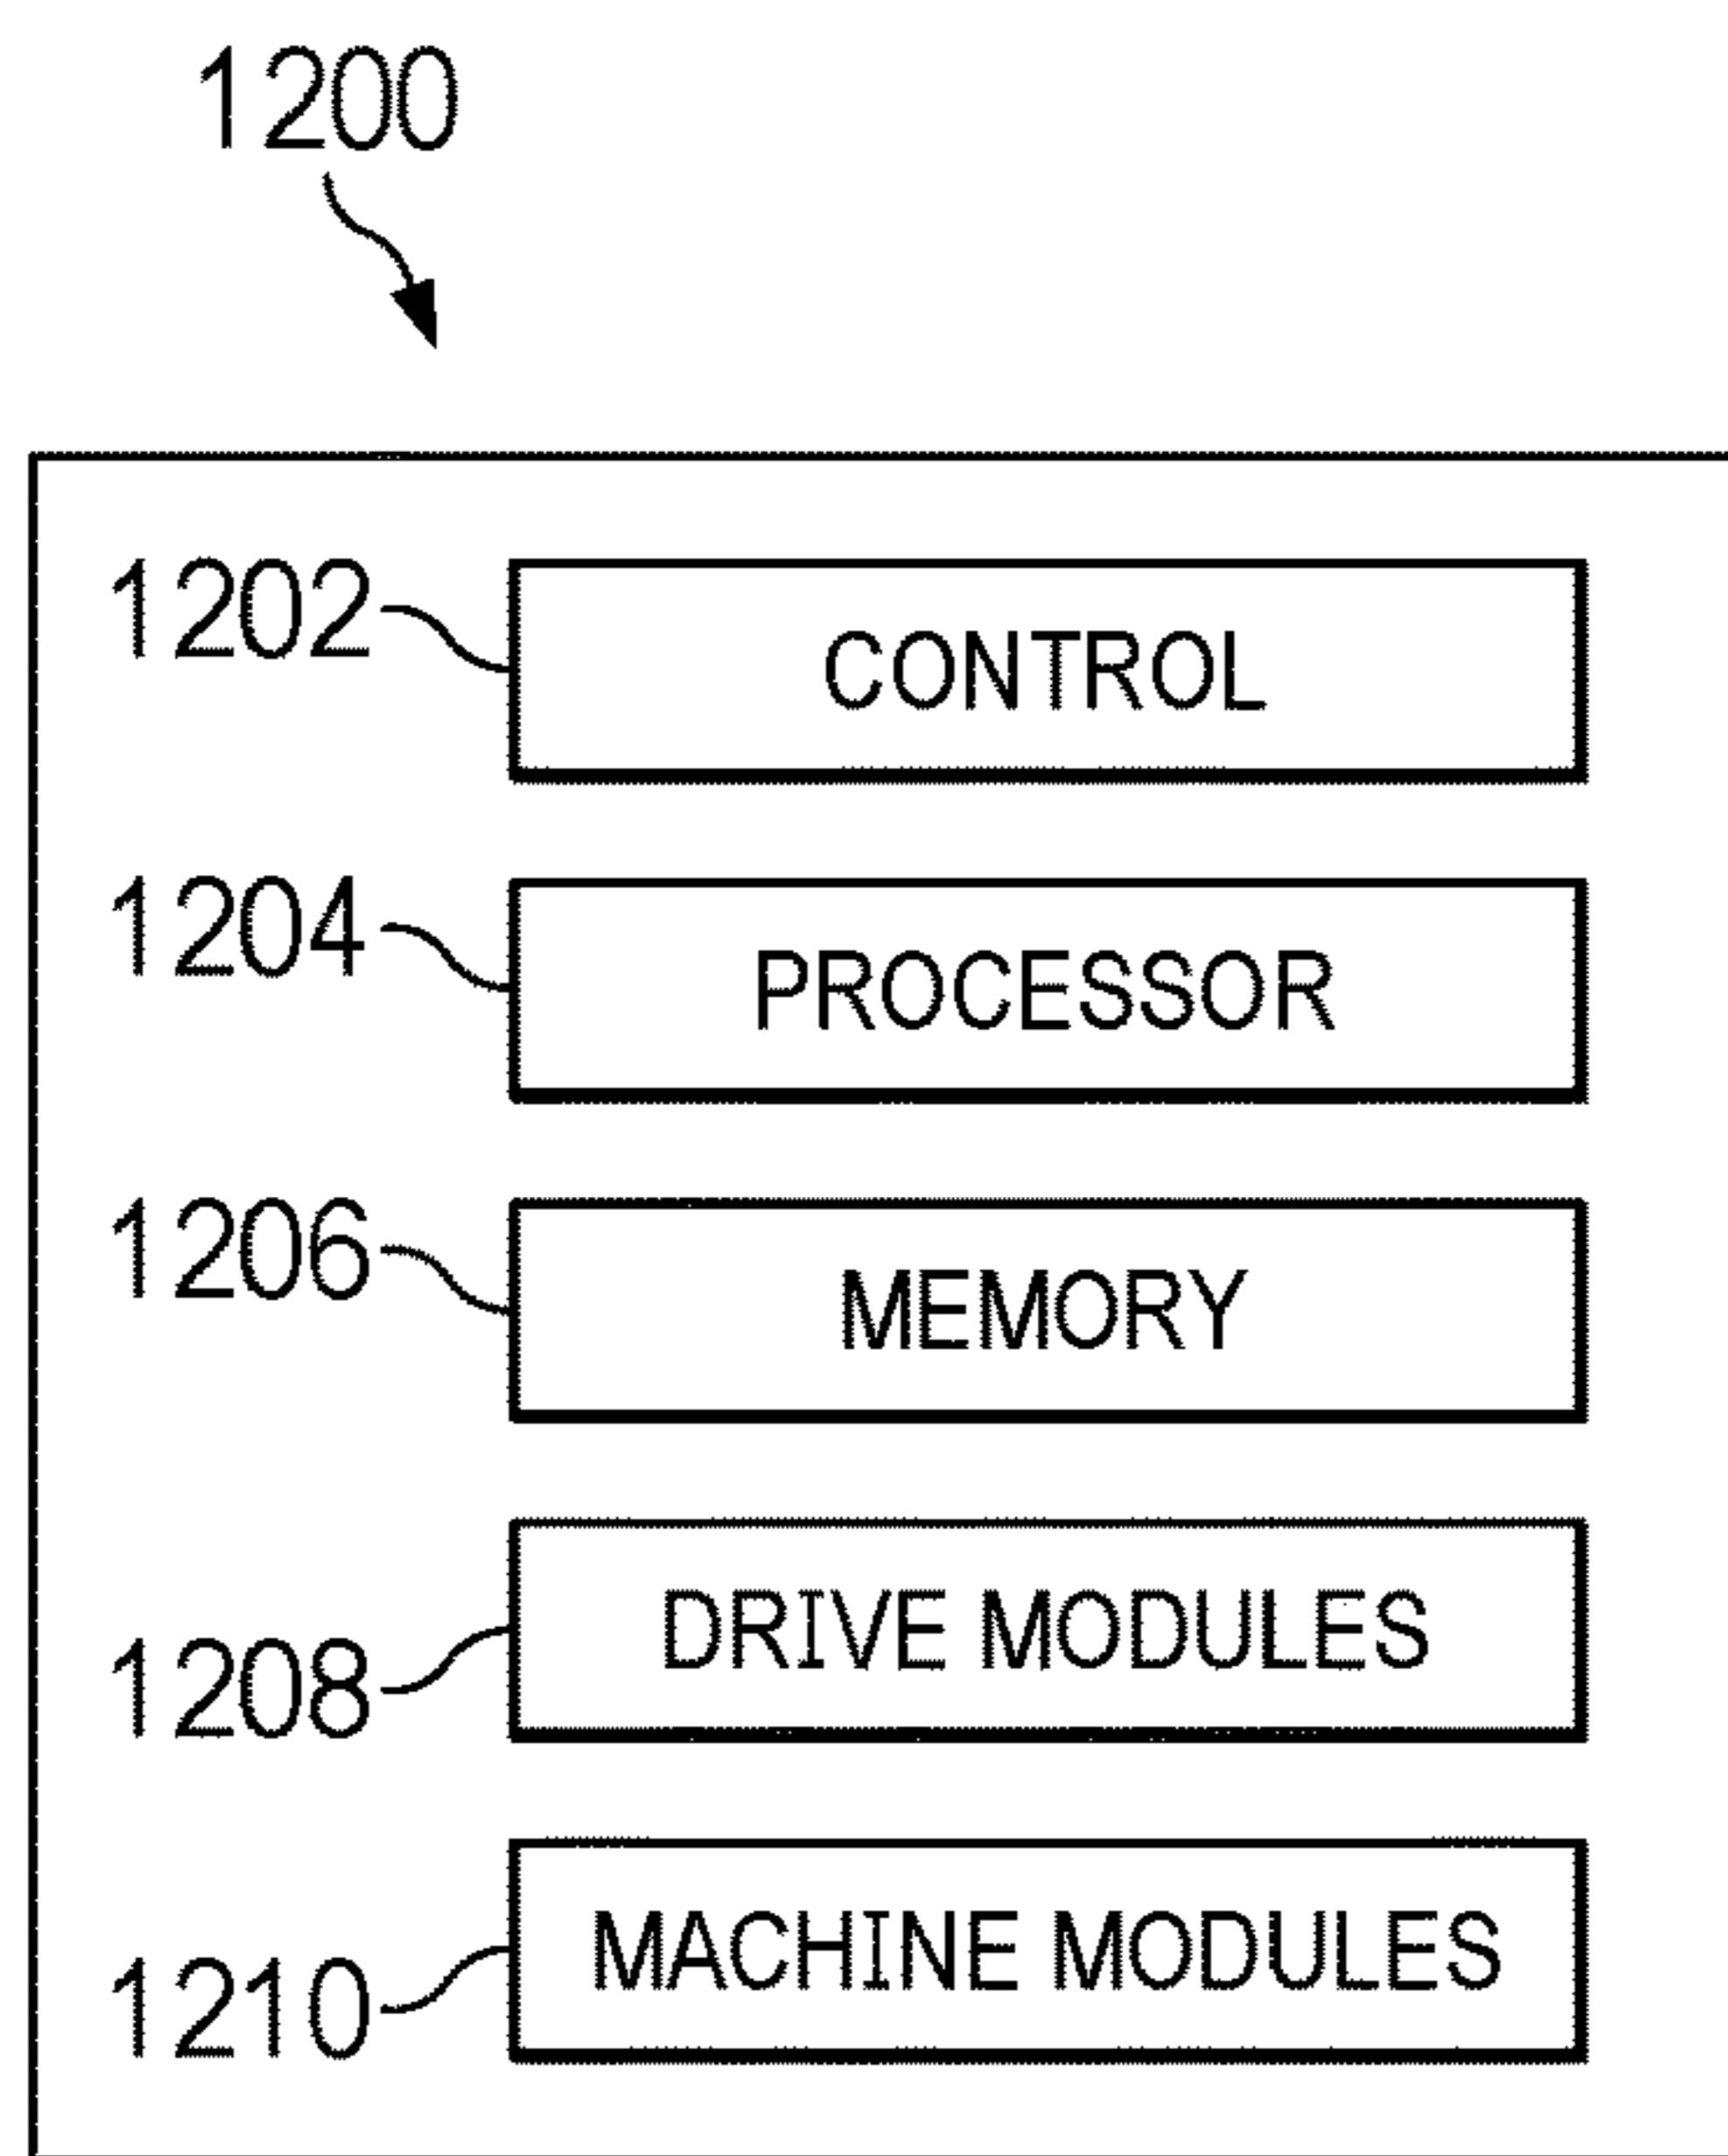 1200
1202 CONTROL
1204 PROCESSOR
1206 MEMORY
1208 DRIVE MODULES
1210 MACHINE MODULES